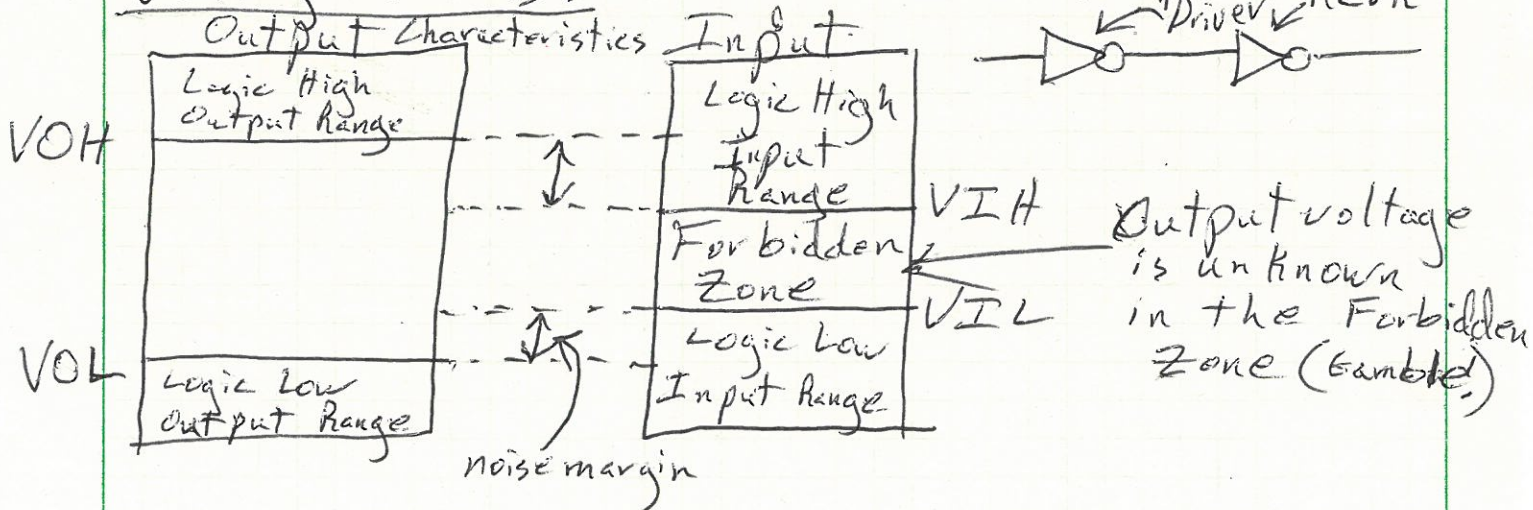 Output Characteristics
Input
"Driver"
Logic High
Output Range
VOH
Logic High
Input
Range
VIH
Forbidden
Zone
VIL
Output voltage
is unknown
in the Forbidden
Zone (Gamble!)
VOL
Logic Low
Output Range
Logic Low
Input Range
noise margin